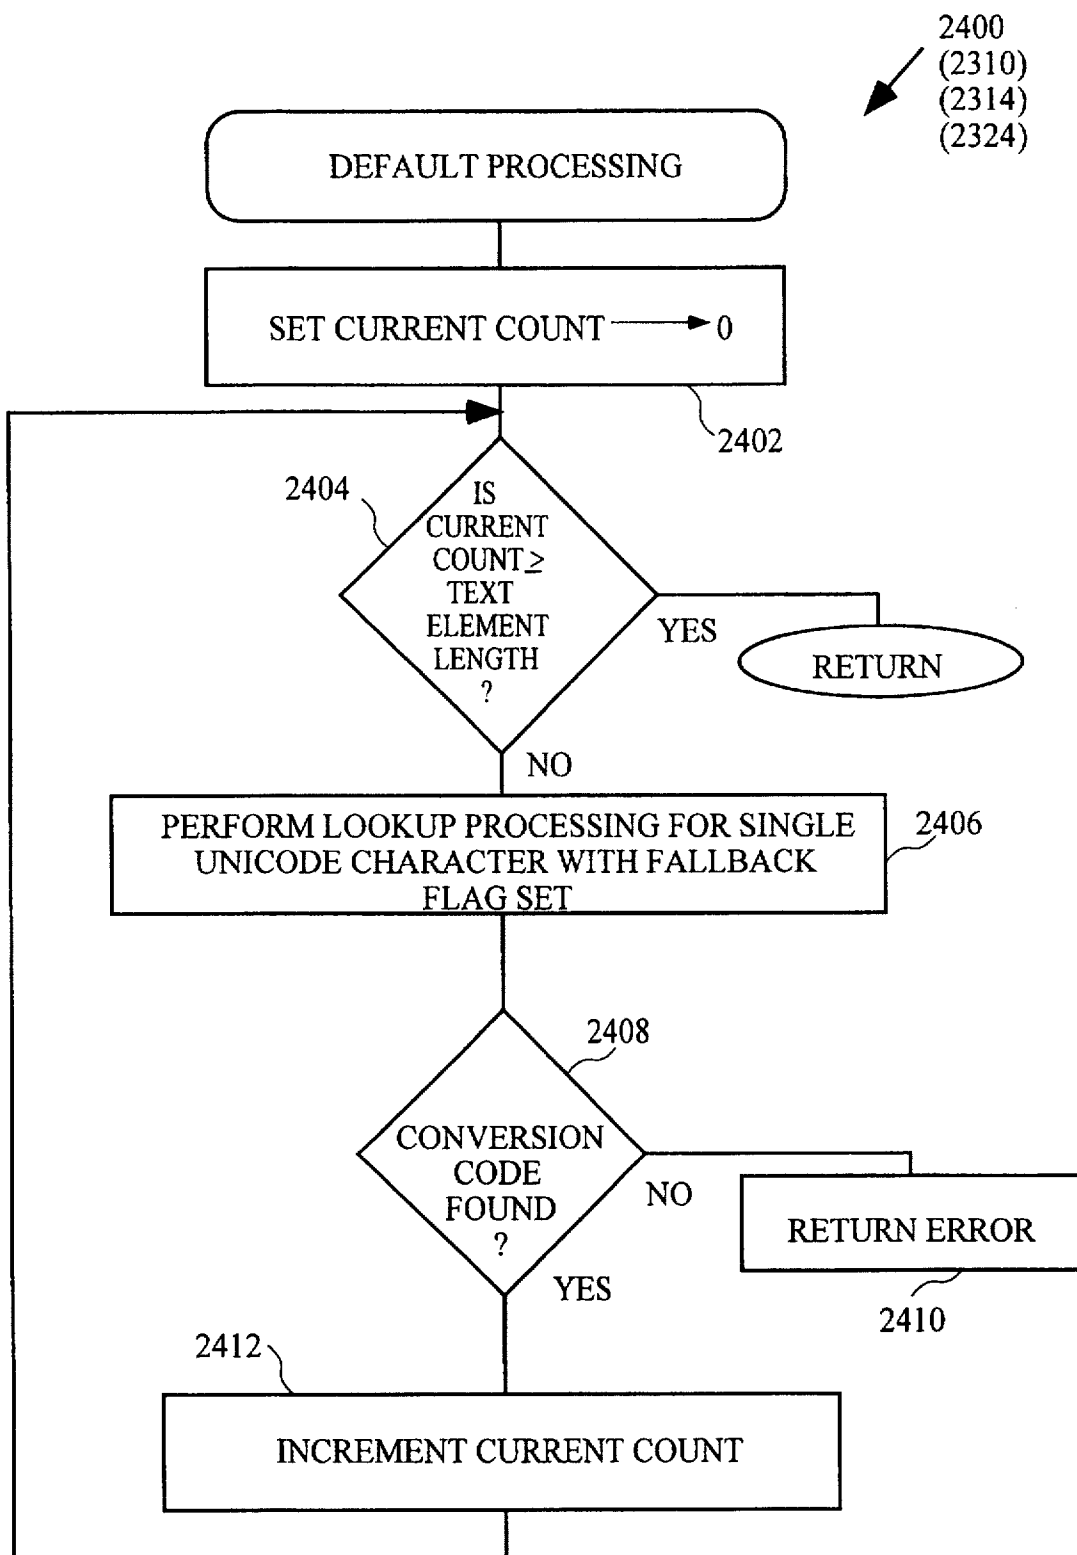 2400
(2310)
(2314)
(2324)
DEFAULT PROCESSING
SET CURRENT COUNT → 0
2402
2404
IS
CURRENT
COUNT ≥
TEXT
ELEMENT
LENGTH
?
YES
RETURN
NO
PERFORM LOOKUP PROCESSING FOR SINGLE
UNICODE CHARACTER WITH FALLBACK
FLAG SET
2406
2408
CONVERSION
CODE
FOUND
?
NO
RETURN ERROR
2410
YES
2412
INCREMENT CURRENT COUNT